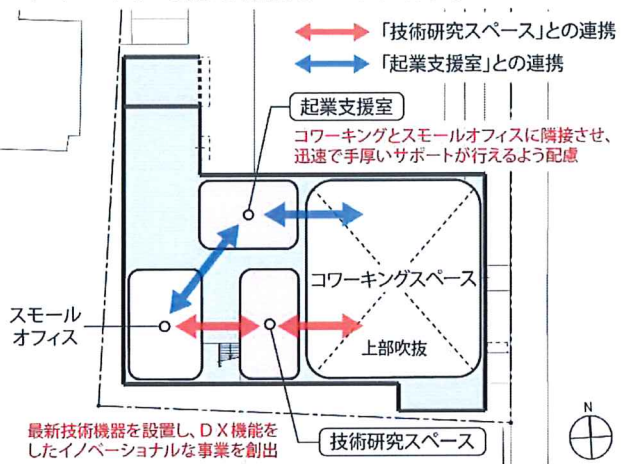 「技術研究スペース」との連携
「起業支援室」との連携
起業支援室
コワーキングとスモールオフィスに隣接させ、
迅速で手厚いサポートが行えるよう配慮
コワーキングスペース
上部吹抜
スモール
オフィス
最新技術機器を設置し、DX機能を
したイノベーショナルな事業を創出
技術研究スペース
N